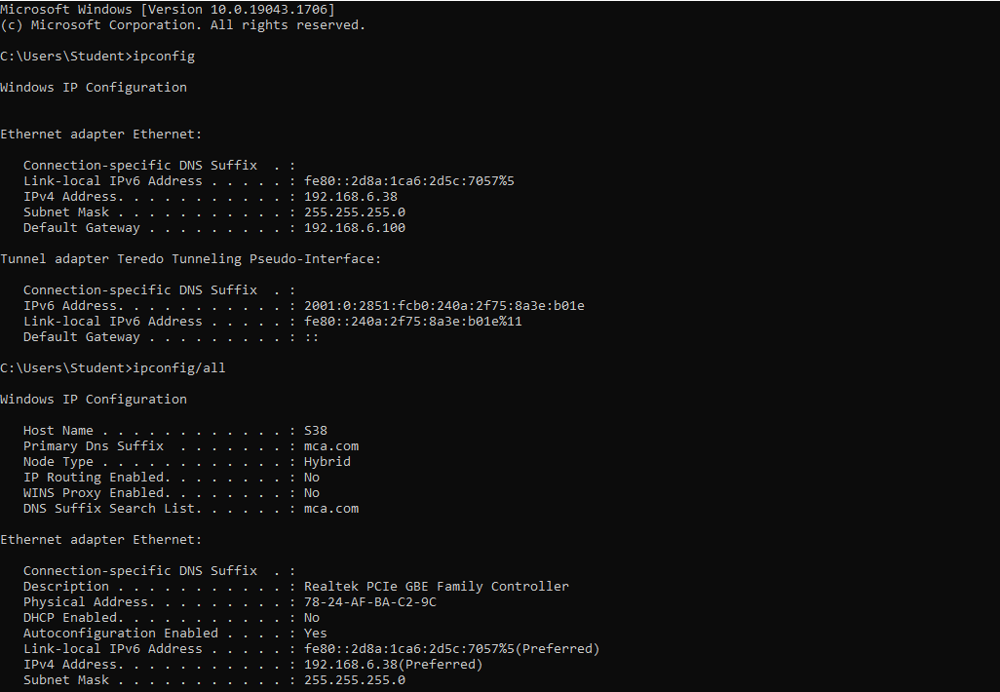 Microsoft Windows [Version 10.0.19043.1706]
(c) Microsoft Corporation. All rights reserved.
C:\Users\Student>ipconfig
Windows IP Configuration
Ethernet adapter Ethernet:
   Connection-specific DNS Suffix  . :
   Link-local IPv6 Address . . . . . : fe80::2d8a:1ca6:2d5c:7057%5
   IPv4 Address. . . . . . . . . . . : 192.168.6.38
   Subnet Mask . . . . . . . . . . . : 255.255.255.0
   Default Gateway . . . . . . . . . : 192.168.6.100
Tunnel adapter Teredo Tunneling Pseudo-Interface:
   Connection-specific DNS Suffix  . :
   IPv6 Address. . . . . . . . . . . : 2001:0:2851:fcb0:240a:2f75:8a3e:b01e
   Link-local IPv6 Address . . . . . : fe80::240a:2f75:8a3e:b01e%11
   Default Gateway . . . . . . . . . : ::
C:\Users\Student>ipconfig/all
Windows IP Configuration
   Host Name . . . . . . . . . . . . : S38
   Primary Dns Suffix  . . . . . . . : mca.com
   Node Type . . . . . . . . . . . . : Hybrid
   IP Routing Enabled. . . . . . . . : No
   WINS Proxy Enabled. . . . . . . . : No
   DNS Suffix Search List. . . . . . : mca.com
Ethernet adapter Ethernet:
   Connection-specific DNS Suffix  . :
   Description . . . . . . . . . . . : Realtek PCIe GBE Family Controller
   Physical Address. . . . . . . . . : 78-24-AF-BA-C2-9C
   DHCP Enabled. . . . . . . . . . . : No
   Autoconfiguration Enabled . . . . : Yes
   Link-local IPv6 Address . . . . . : fe80::2d8a:1ca6:2d5c:7057%5(Preferred)
   IPv4 Address. . . . . . . . . . . : 192.168.6.38(Preferred)
   Subnet Mask . . . . . . . . . . . : 255.255.255.0